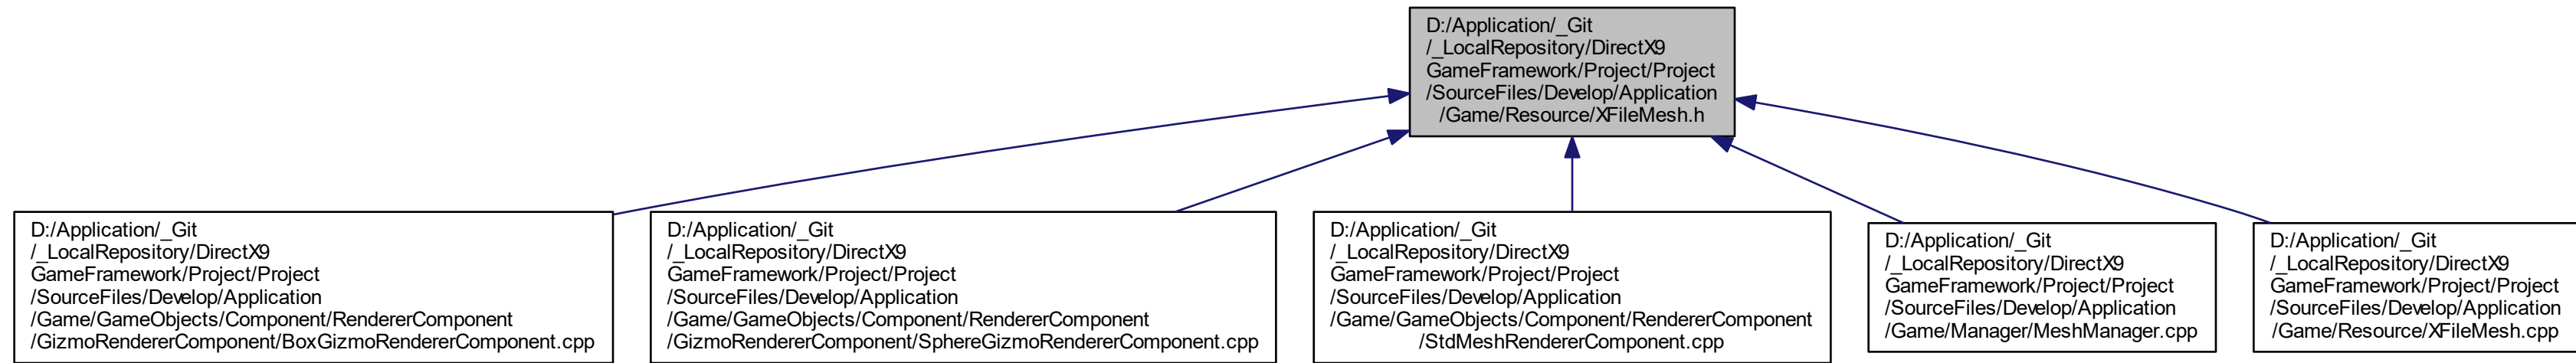 D:/Application/_Git
/_LocalRepository/DirectX9
GameFramework/Project/Project
/SourceFiles/Develop/Application
/Game/Resource/XFileMesh.h
D:/Application/_Git
/_LocalRepository/DirectX9
GameFramework/Project/Project
/SourceFiles/Develop/Application
/Game/GameObjects/Component/RendererComponent
/GizmoRendererComponent/BoxGizmoRendererComponent.cpp
D:/Application/_Git
/_LocalRepository/DirectX9
GameFramework/Project/Project
/SourceFiles/Develop/Application
/Game/GameObjects/Component/RendererComponent
/GizmoRendererComponent/SphereGizmoRendererComponent.cpp
D:/Application/_Git
/_LocalRepository/DirectX9
GameFramework/Project/Project
/SourceFiles/Develop/Application
/Game/GameObjects/Component/RendererComponent
/StdMeshRendererComponent.cpp
D:/Application/_Git
/_LocalRepository/DirectX9
GameFramework/Project/Project
/SourceFiles/Develop/Application
/Game/Manager/MeshManager.cpp
D:/Application/_Git
/_LocalRepository/DirectX9
GameFramework/Project/Project
/SourceFiles/Develop/Application
/Game/Resource/XFileMesh.cpp